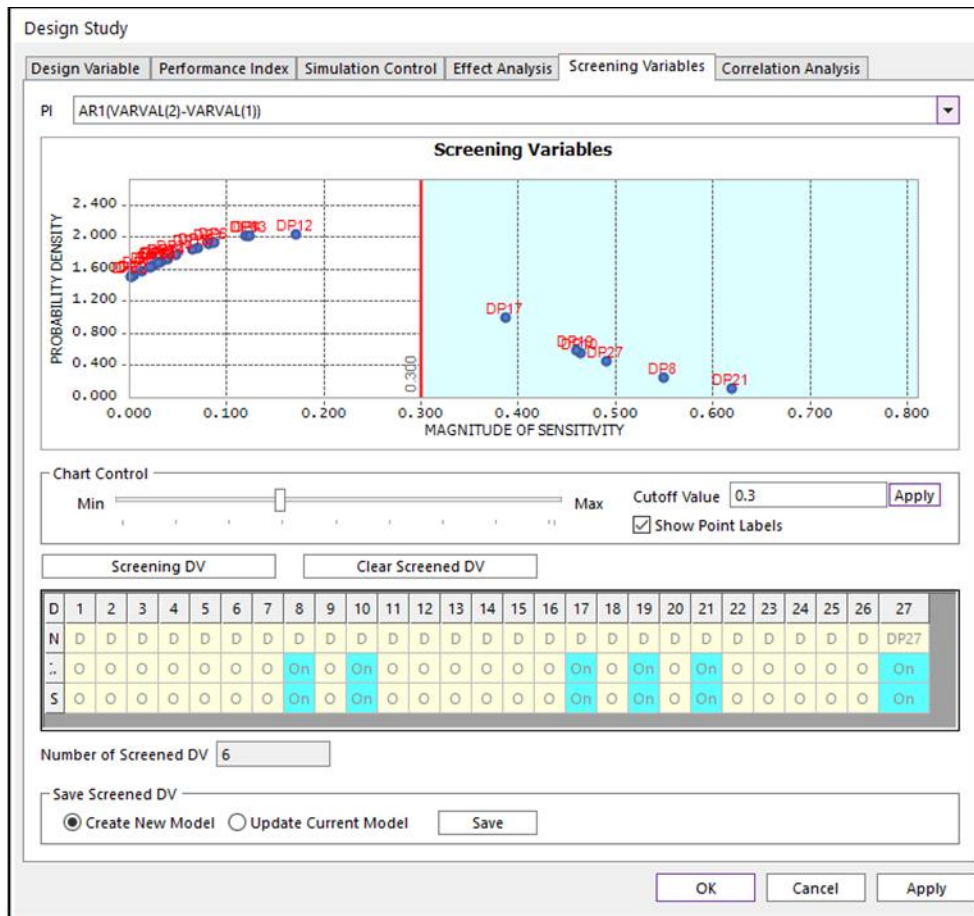 Design Study
Design Variable Performance Index Simulation Control Effect Analysis Screening Variables Correlation Analysis
PI AR1(VARVAL(2)-VARVAL(1))
Screening Variables
PROBABILITY DENSITY
2.400
2.000
1.600
1.200
0.800
0.400
0.000
DP12
DP17
DP27
DP8
DP21
0.300
0.000 0.100 0.200 0.300 0.400 0.500 0.600 0.700 0.800
MAGNITUDE OF SENSITIVITY
Chart Control
Min Max Cutoff Value 0.3 Apply
Show Point Labels
Screening DV Clear Screened DV
D 1 2 3 4 5 6 7 8 9 10 11 12 13 14 15 16 17 18 19 20 21 22 23 24 25 26 27
N D D D D D D D D D D D D D D D D D D D D D D D D D D DP27
O O O O O O O On O On O O O O O O On O On O On O O O O O On
S O O O O O O O On O On O O O O O O On O On O On O O O O O On
Number of Screened DV 6
Save Screened DV
Create New Model Update Current Model Save
OK Cancel Apply